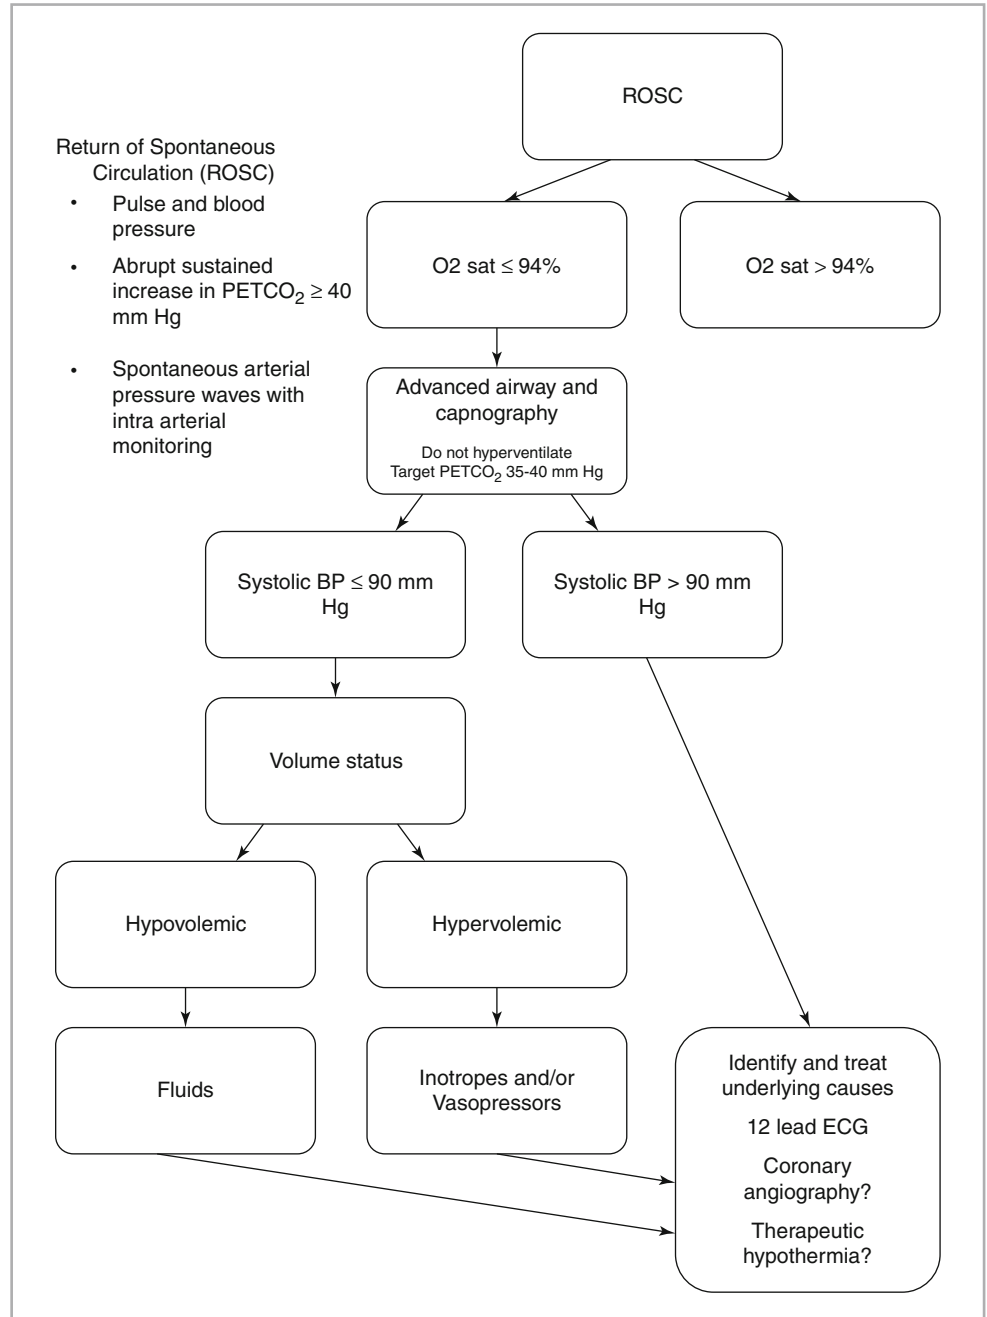 ROSC
Return of Spontaneous
Circulation (ROSC)
• Pulse and blood
pressure
• Abrupt sustained
increase in PETCO₂ ≥ 40
mm Hg
• Spontaneous arterial
pressure waves with
intra arterial
monitoring
O2 sat ≤ 94%
O2 sat > 94%
Advanced airway and
capnography
Do not hyperventilate
Target PETCO₂ 35-40 mm Hg
Systolic BP ≤ 90 mm
Hg
Systolic BP > 90 mm
Hg
Volume status
Hypovolemic
Hypervolemic
Fluids
Inotropes and/or
Vasopressors
Identify and treat
underlying causes
12 lead ECG
Coronary
angiography?
Therapeutic
hypothermia?